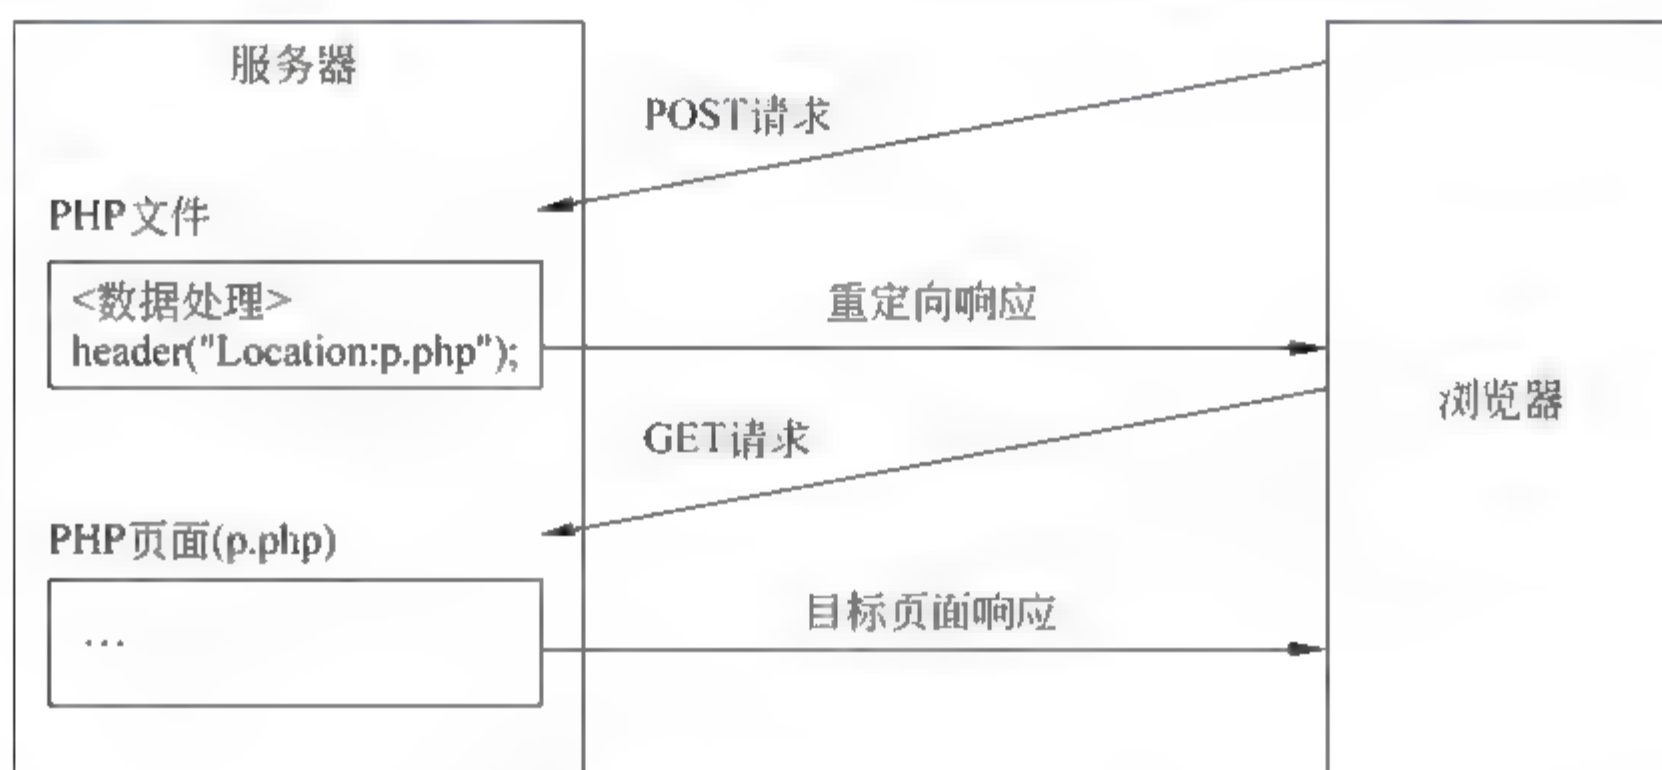 服务器
POST请求
PHP文件
<数据处理>
header("Location:p.php");
重定向响应
浏览器
GET请求
PHP页面(p.php)
目标页面响应
...